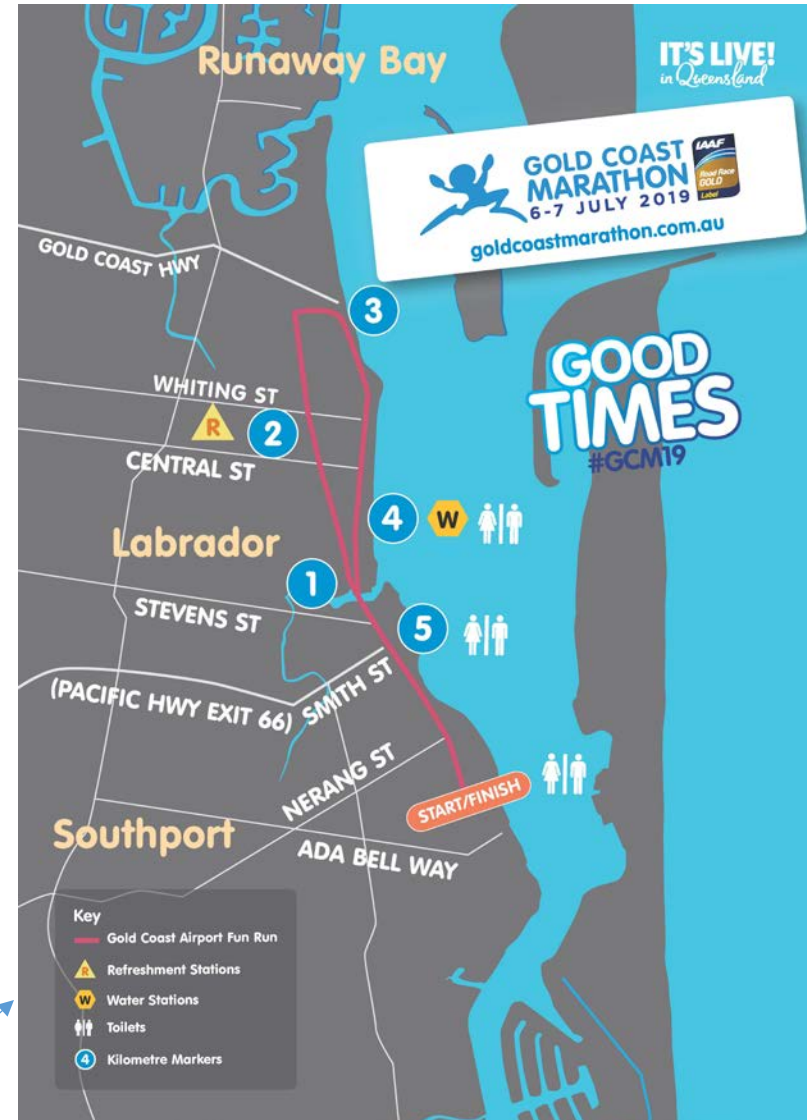 Runaway Bay
IT'S LIVE!
in Queensland
GOLD COAST
MARATHON
6-7 JULY 2019
IAAF
Road Race
GOLD
Label
goldcoastmarathon.com.au
GOLD COAST HWY
3
GOOD
TIMES
#GCM19
WHITING ST
R
2
CENTRAL ST
4
W
Labrador
1
STEVENS ST
5
(PACIFIC HWY EXIT 66) SMITH ST
NERANG ST
START/FINISH
Southport
ADA BELL WAY
Key
Gold Coast Airport Fun Run
R Refreshment Stations
W Water Stations
Toilets
4 Kilometre Markers